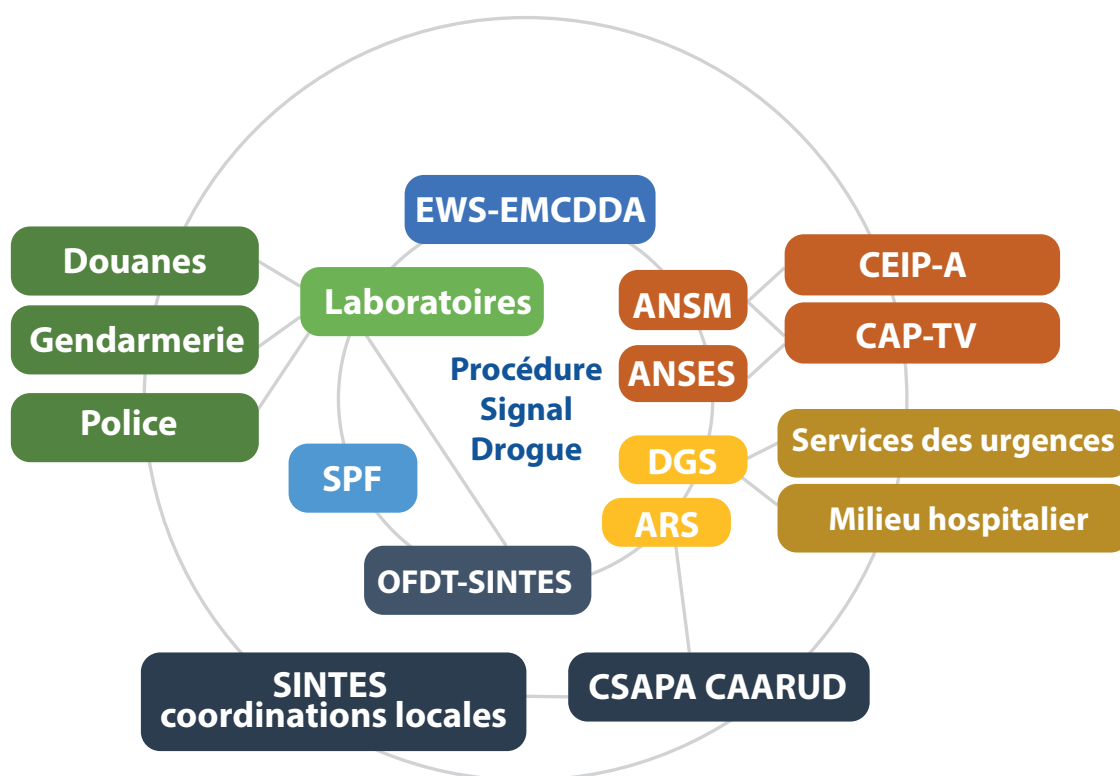 EWS-EMCDDA
Douanes
Laboratoires
Gendarmerie
Police
ANSM
CEIP-A
ANSES
CAP-TV
Procédure
Signal
Drogue
SPF
DGS
Services des urgences
ARS
Milieu hospitalier
OFDT-SINTES
SINTES
coordinations locales
CSAPA CAARUD